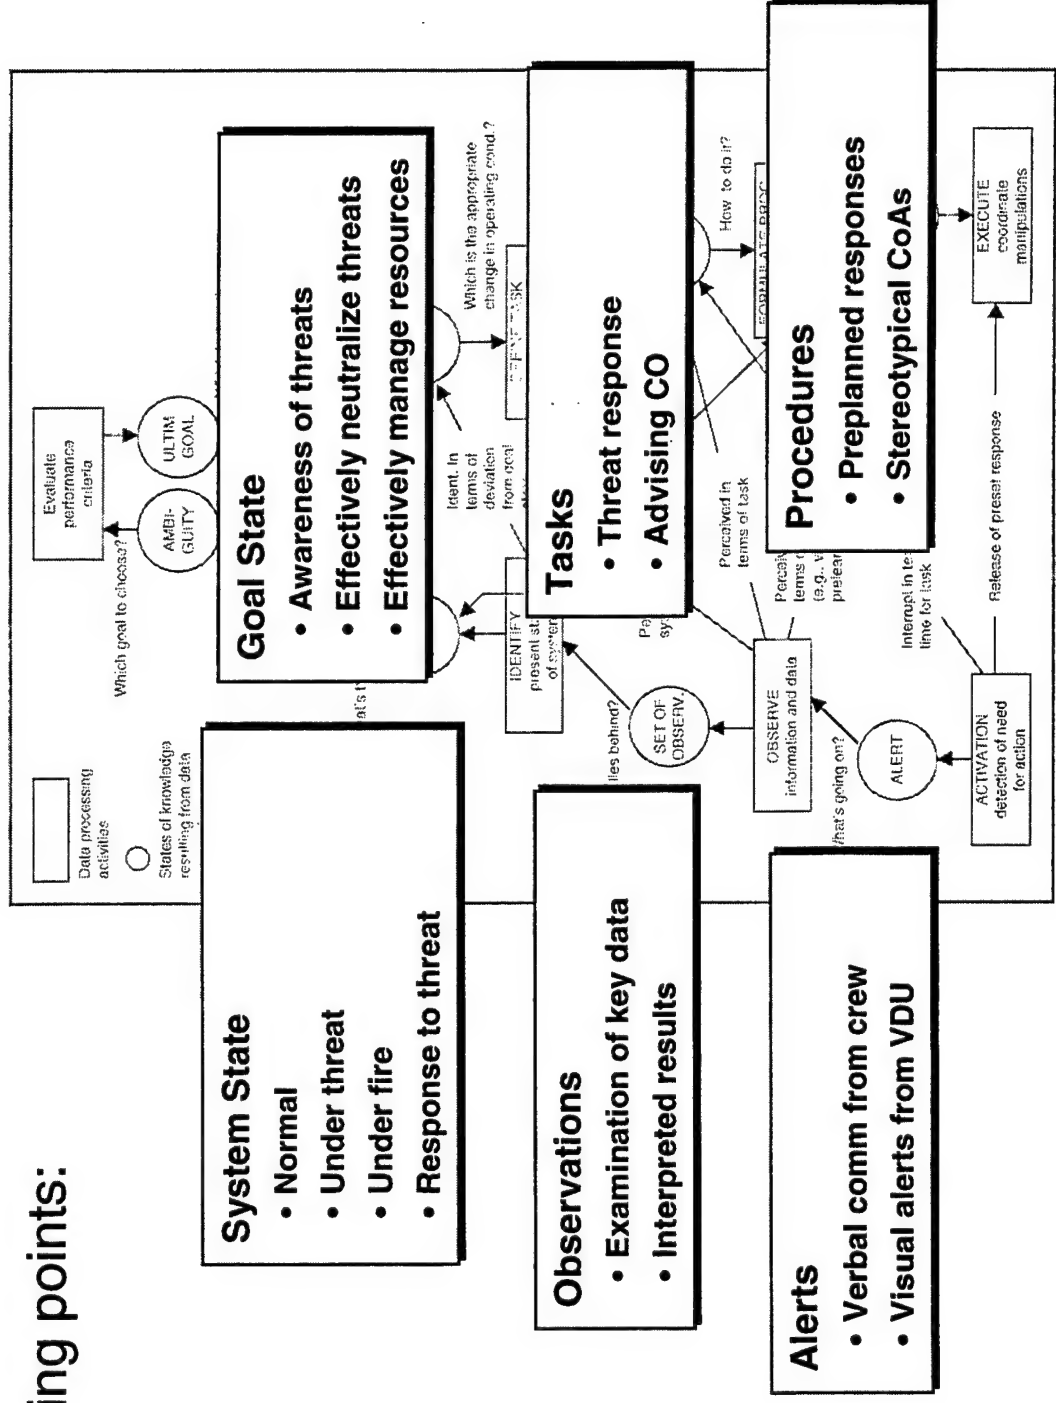 ing points:
Data processing
activities
States of knowledge
resulting from data
Evaluate
performance
criteria
Which goal to choose?
AMBI-
GUITY
ULTIM
GOAL
System State
• Normal
• Under threat
• Under fire
• Response to threat
Goal State
• Awareness of threats
• Effectively neutralize threats
• Effectively manage resources
Ident. In
terms of
deviation
from goal
Which is the appropriate
change in operating cond.?
IDENTIFY
present st
of system
Observations
• Examination of key data
• Interpreted results
lies behind?
SET OF
OBSERV.
Tasks
• Threat response
• Advising CO
Perceived in
terms of task
How to do it?
OBSERVE
information and data
(e.g., v
Alerts
• Verbal comm from crew
• Visual alerts from VDU
What's going on?
ALERT
Procedures
• Preplanned responses
• Stereotypical CoAs
Interrupt in te
time for task
ACTIVATION
detection of need
for action
Release of preset response
EXECUTE
coordinate
manipulations